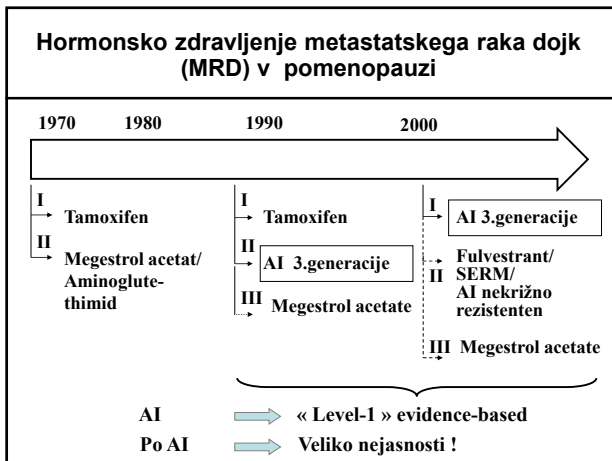 Hormonsko zdravljenje metastatskega raka dojk
(MRD) v pomenopauzi
1970 1980 1990 2000
I
Tamoxifen
II
Megestrol acetat/
Aminoglute-
thimid
I
Tamoxifen
II
AI 3.generacije
III Megestrol acetate
I
AI 3.generacije
Fulvestrant/
II SERM/
AI nekrižno
rezistenten
III Megestrol acetate
AI « Level-1 » evidence-based
Po AI Veliko nejasnosti !